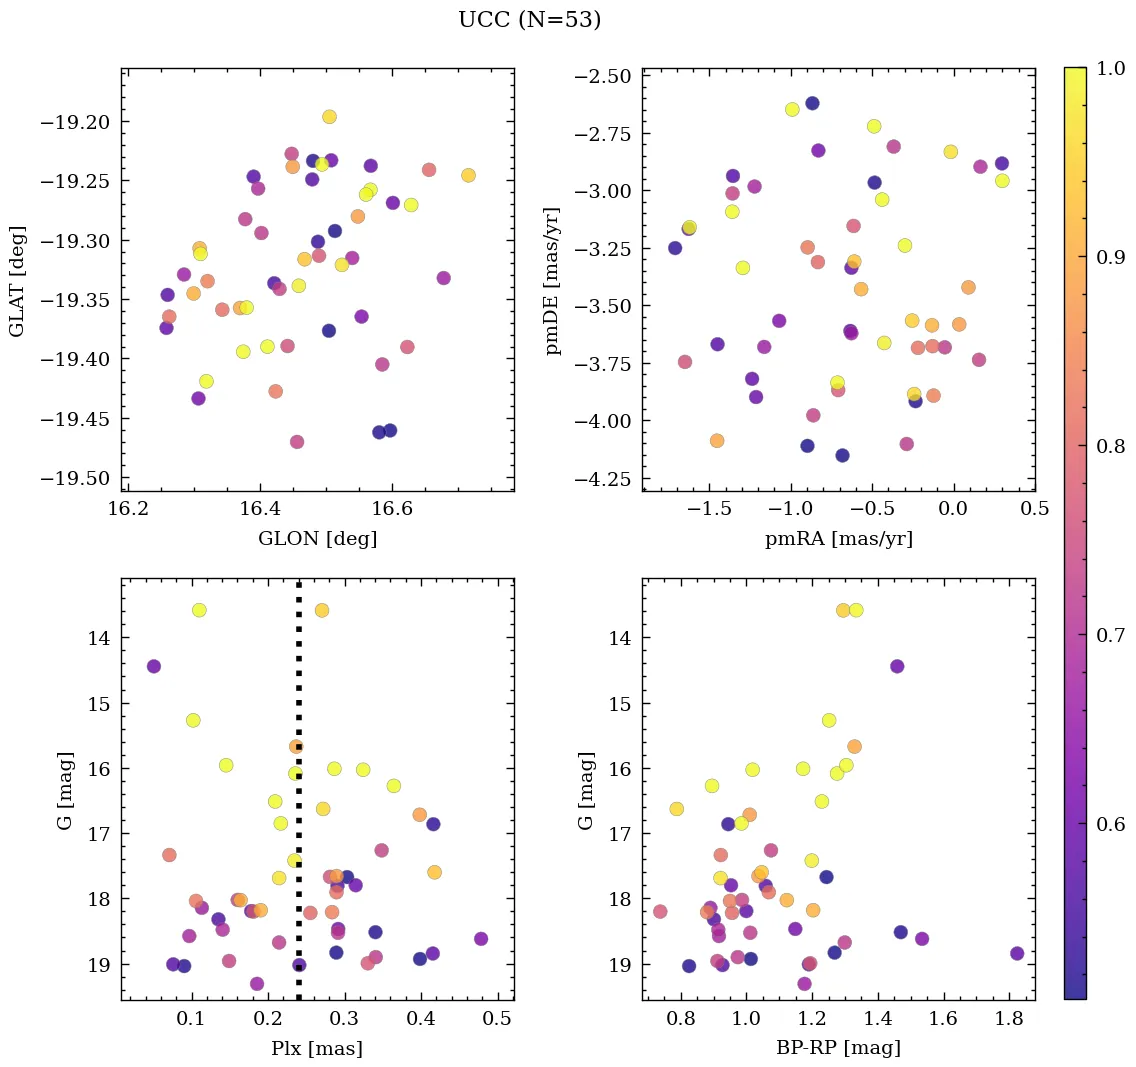 UCC (N=53)
−19.20
−19.25
−19.30
−19.35
−19.40
−19.45
−19.50
GLAT [deg]
16.2 16.4 16.6
GLON [deg]
−2.50
−2.75
−3.00
−3.25
−3.50
−3.75
−4.00
−4.25
pmDE [mas/yr]
−1.5 −1.0 −0.5 0.0 0.5
pmRA [mas/yr]
14
15
16
17
18
19
G [mag]
0.1 0.2 0.3 0.4 0.5
Plx [mas]
14
15
16
17
18
19
G [mag]
0.8 1.0 1.2 1.4 1.6 1.8
BP-RP [mag]
1.0
0.9
0.8
0.7
0.6